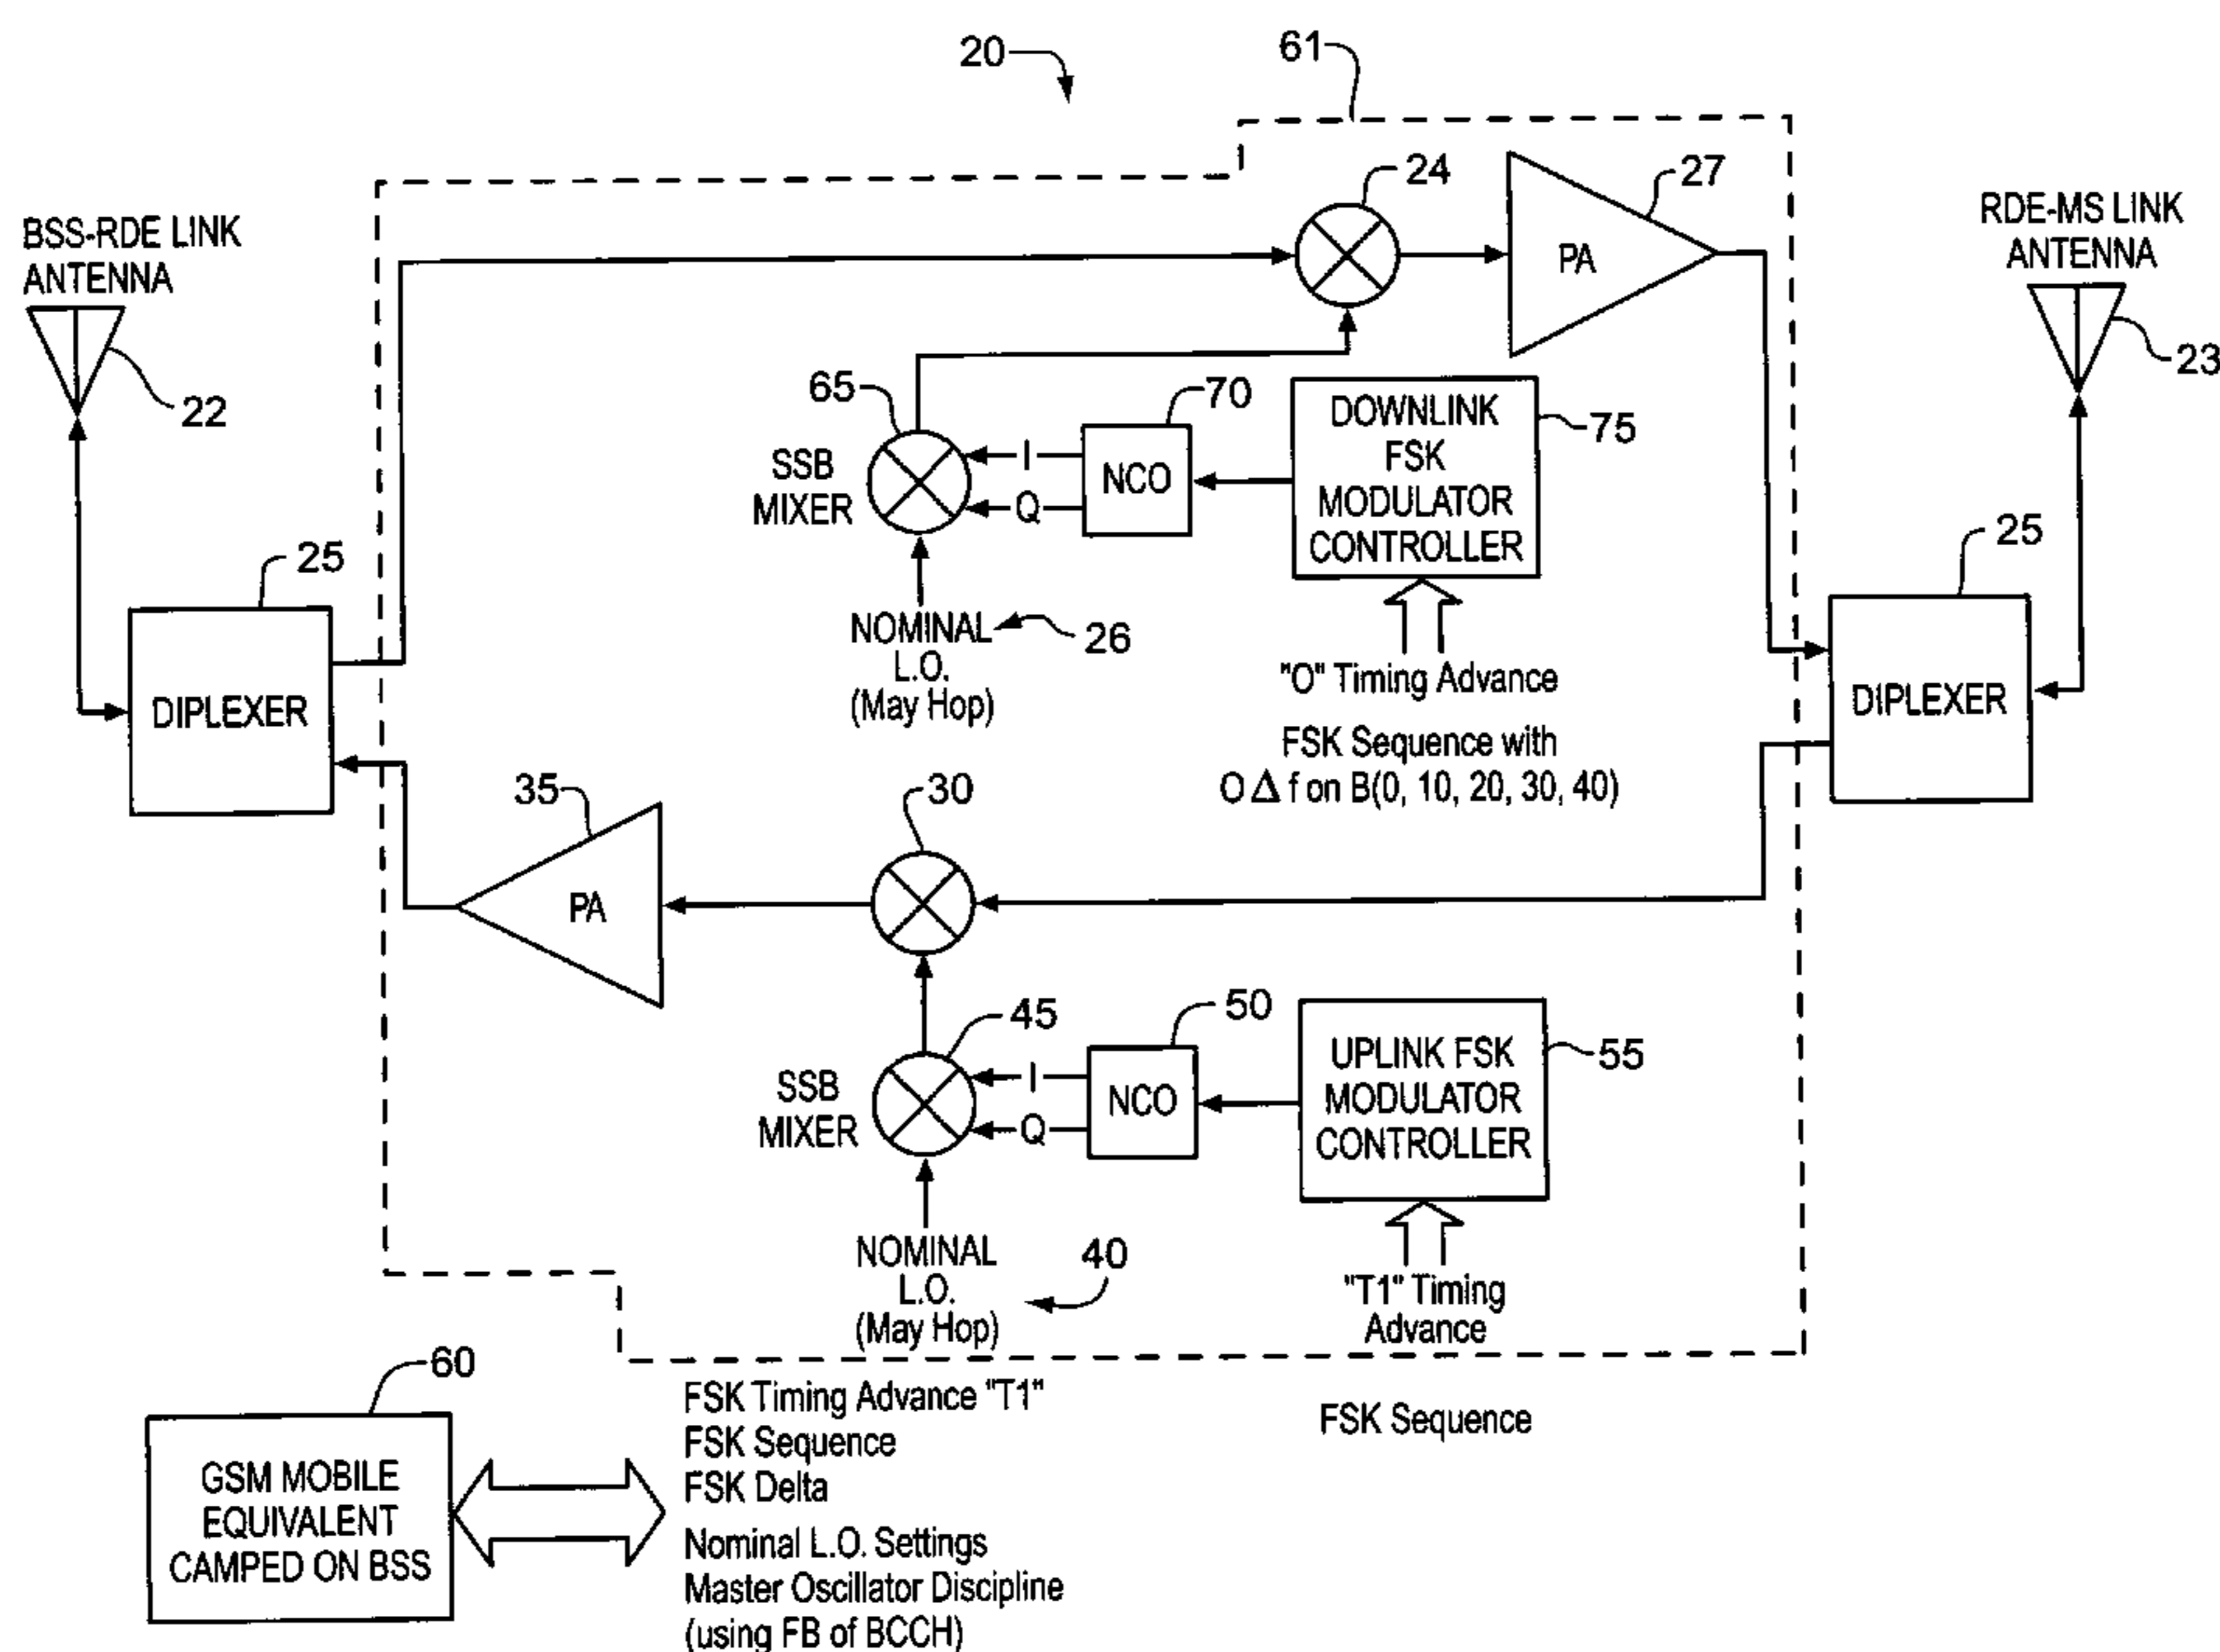 20
61
24
27
BSS-RDE LINK
ANTENNA
RDE-MS LINK
ANTENNA
PA
22
23
65
70
DOWNLINK
FSK
MODULATOR
CONTROLLER
75
SSB
MIXER
I
Q
NCO
25
DIPLEXER
NOMINAL
L.O.
(May Hop)
26
"O" Timing Advance
FSK Sequence with
O Δ f on B(0, 10, 20, 30, 40)
25
DIPLEXER
35
30
PA
45
50
SSB
MIXER
I
Q
NCO
UPLINK FSK
MODULATOR
CONTROLLER
55
NOMINAL
L.O.
(May Hop)
40
"T1" Timing
Advance
60
GSM MOBILE
EQUIVALENT
CAMPED ON BSS
FSK Timing Advance "T1"
FSK Sequence
FSK Delta
Nominal L.O. Settings
Master Oscillator Discipline
(using FB of BCCH)
FSK Sequence